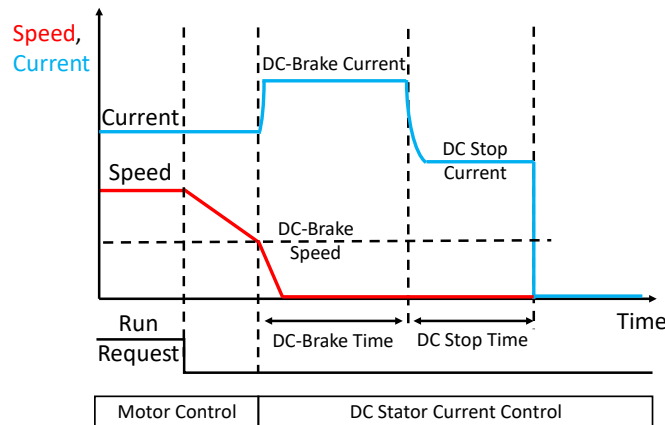 Speed,
Current
DC-Brake Current
Current
DC Stop
Current
Speed
DC-Brake
Speed
Run
Request
Time
DC-Brake Time
DC Stop Time
Motor Control
DC Stator Current Control